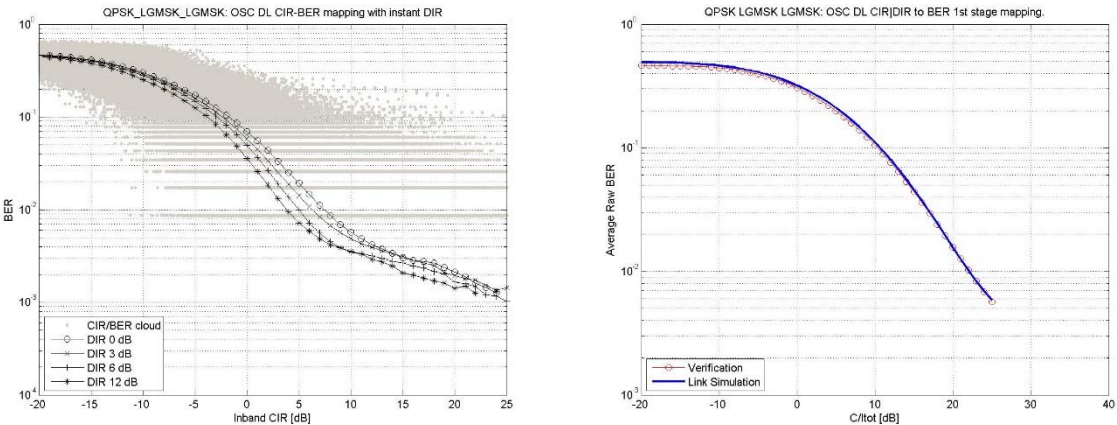 QPSK_LGMSK_LGMSK: OSC DL CIR-BER mapping with instant DIR
10^0
10^1
10^2
10^3
10^4
BER
CIR/BER cloud
DIR 0 dB
DIR 3 dB
DIR 6 dB
DIR 12 dB
-20 -15 -10 -5 0 5 10 15 20 25
Inband CIR [dB]
QPSK LGMSK LGMSK: OSC DL CIR|DIR to BER 1st stage mapping.
10^0
10^1
10^2
10^3
Average Raw BER
Verification
Link Simulation
-20 -10 0 10 20 30 40
C/Itot [dB]